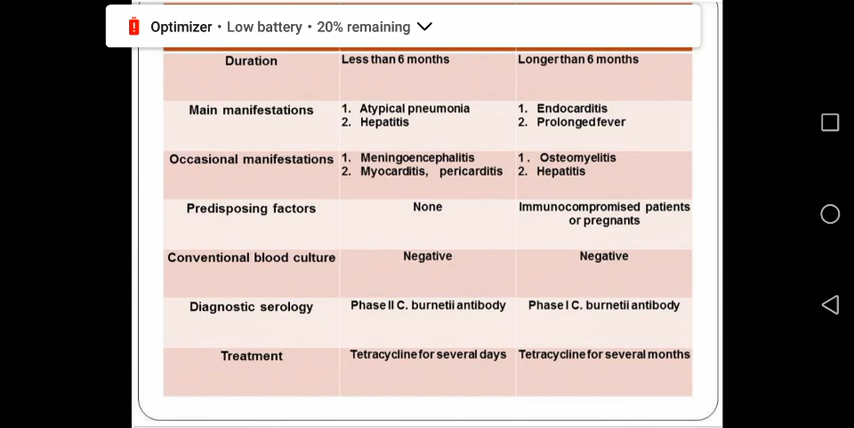 Optimizer • Low battery • 20% remaining
Duration Less than 6 months Longer than 6 months
Main manifestations 1. Atypical pneumonia 1. Endocarditis
2. Hepatitis 2. Prolonged fever
Occasional manifestations 1. Meningoencephalitis 1. Osteomyelitis
2. Myocarditis, pericarditis 2. Hepatitis
Predisposing factors None Immunocompromised patients
or pregnants
Conventional blood culture Negative Negative
Diagnostic serology Phase II C. burnetii antibody Phase I C. burnetii antibody
Treatment Tetracycline for several days Tetracycline for several months